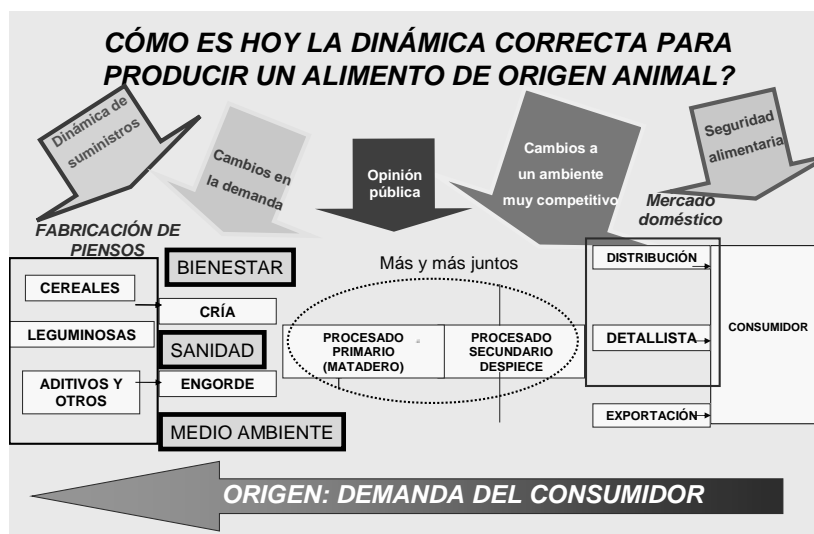 CÓMO ES HOY LA DINÁMICA CORRECTA PARA
PRODUCIR UN ALIMENTO DE ORIGEN ANIMAL?
Dinámica de
suministros
Cambios en
la demanda
Opinión
pública
Cambios a
un ambiente
muy competitivo
Seguridad
alimentaria
Mercado
doméstico
FABRICACIÓN DE
PIENSOS
BIENESTAR
Más y más juntos
DISTRIBUCIÓN
CEREALES
CRÍA
LEGUMINOSAS
SANIDAD
PROCESADO
PRIMARIO
(MATADERO)
PROCESADO
SECUNDARIO
DESPIECE
DETALLISTA
CONSUMIDOR
ADITIVOS Y
OTROS
ENGORDE
EXPORTACIÓN
MEDIO AMBIENTE
ORIGEN: DEMANDA DEL CONSUMIDOR